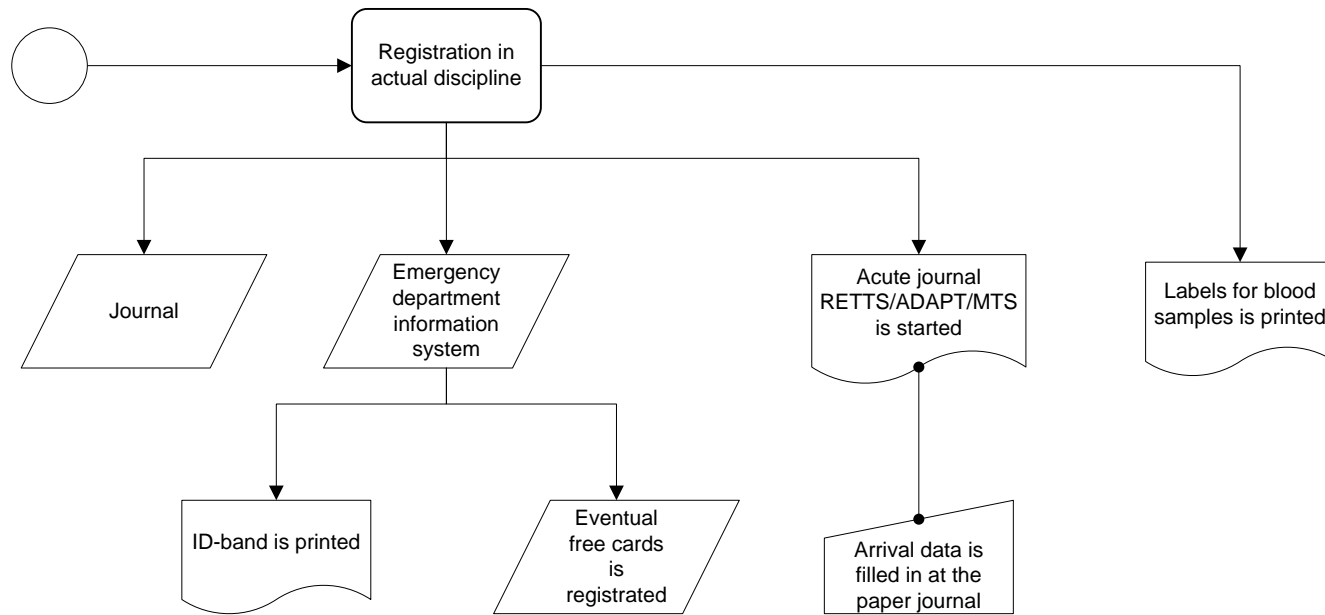 Registration in
actual discipline
Journal
Emergency
department
information
system
Acute journal
RETTS/ADAPT/MTS
is started
Labels for blood
samples is printed
ID-band is printed
Eventual
free cards
is
registrated
Arrival data is
filled in at the
paper journal